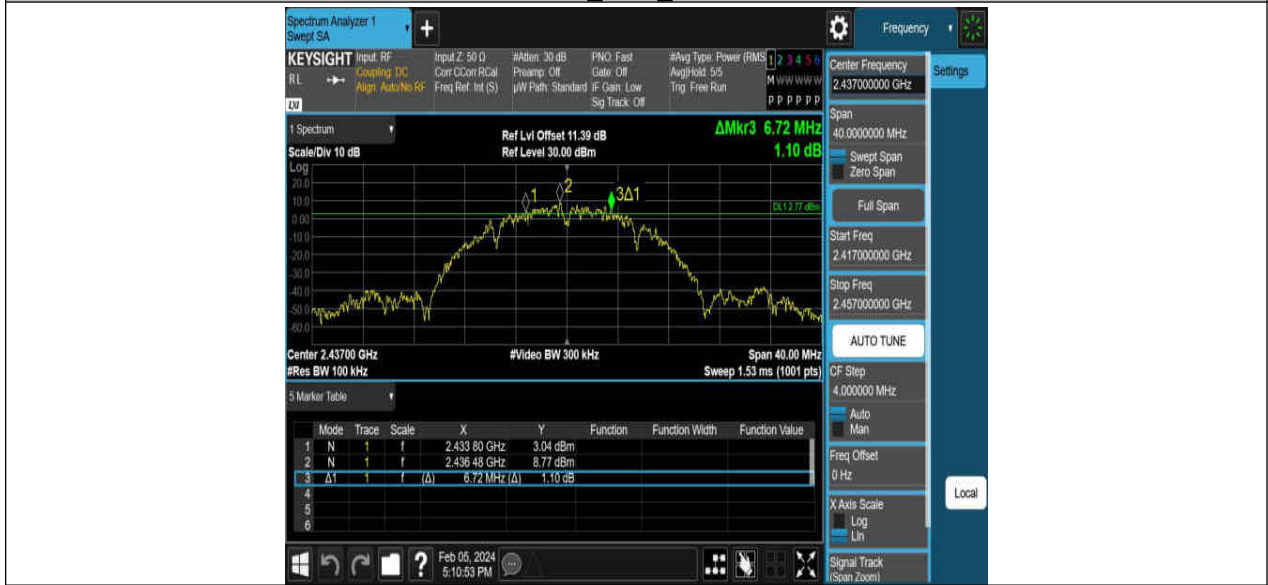 Spectrum Analyzer 1
Swept SA
+
Frequency
KEYSIGHT
RL
LXI
Input: RF
Coupling: DC
Align: Auto/No RF
Input Z: 50 Ω
Corr CCorr RCal
Freq Ref: Int (S)
#Atten: 30 dB
Preamp: Off
µW Path: Standard
PNO: Fast
Gate: Off
IF Gain: Low
Sig Track: Off
#Avg Type: Power (RMS
Avg|Hold: 5/5
Trig: Free Run
1 2 3 4 5 6
M W W W W W
P P P P P P
1 Spectrum
Scale/Div 10 dB
Ref Lvl Offset 11.39 dB
Ref Level 30.00 dBm
ΔMkr3 6.72 MHz
1.10 dB
Log
20.0
10.0
0.00
-10.0
-20.0
-30.0
-40.0
-50.0
-60.0
1
2
3Δ1
DL1 2.77 dBm
Center 2.43700 GHz
#Res BW 100 kHz
#Video BW 300 kHz
Span 40.00 MHz
Sweep 1.53 ms (1001 pts)
5 Marker Table
Mode Trace Scale X Y Function Function Width Function Value
1 N 1 f 2.433 80 GHz 3.04 dBm
2 N 1 f 2.436 48 GHz 8.77 dBm
3 Δ1 1 f (Δ) 6.72 MHz (Δ) 1.10 dB
4
5
6
Feb 05, 2024
5:10:53 PM
?
Center Frequency
2.437000000 GHz
Settings
Span
40.0000000 MHz
Swept Span
Zero Span
Full Span
Start Freq
2.417000000 GHz
Stop Freq
2.457000000 GHz
AUTO TUNE
CF Step
4.000000 MHz
Auto
Man
Freq Offset
0 Hz
X Axis Scale
Log
Lin
Local
Signal Track
(Span Zoom)